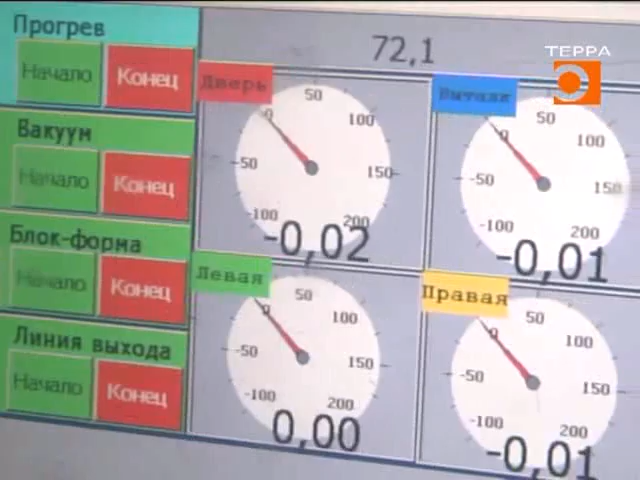 Прогрев
Начало Конец
Вакуум
Начало Конец
Блок-форма
Начало Конец
Линия выхода
Начало Конец
72,1
ТЕРРА
Дверь
-100 -50 0 50 100 150 200
-0,02
Выталк
-100 -50 0 50 100 150 200
-0,01
Левая
-100 -50 0 50 100 150 200
0,00
Правая
-100 -50 0 50 100 150 200
-0,01